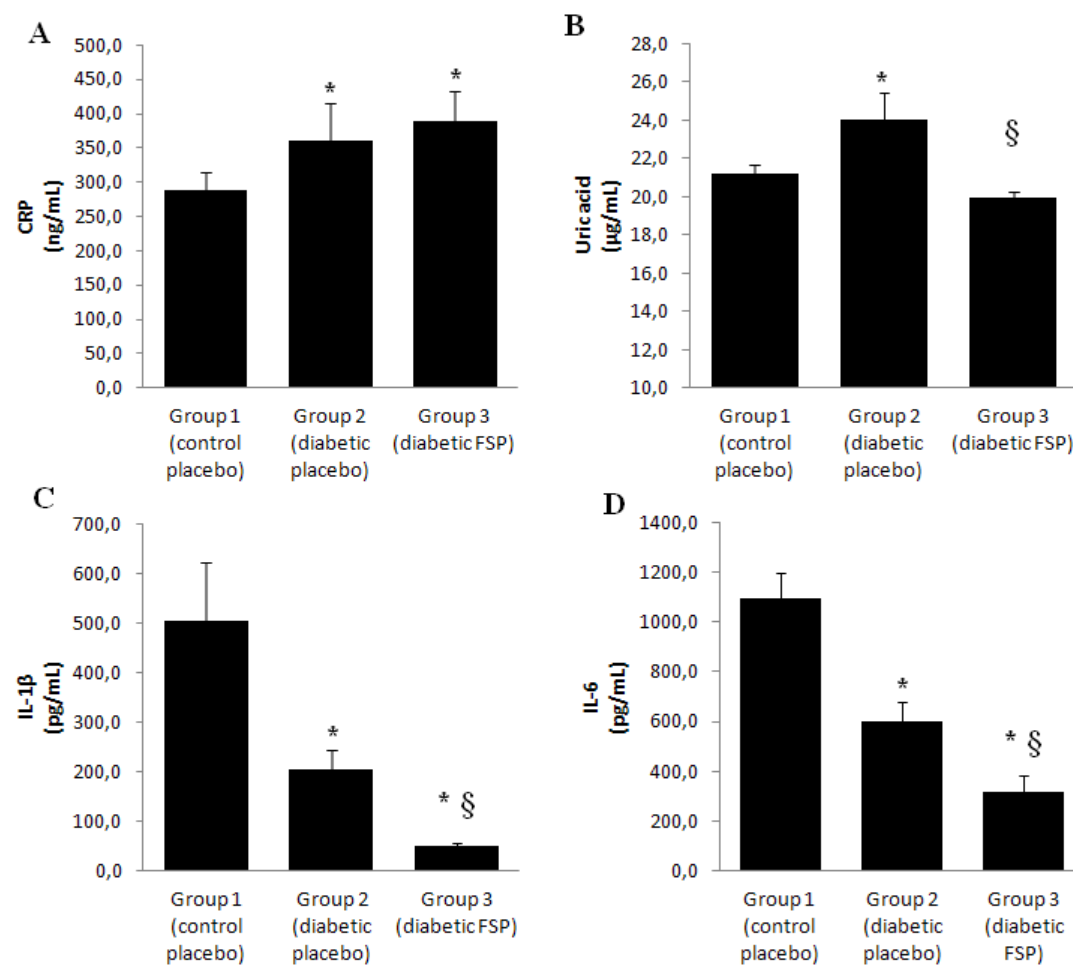 A
500,0
450,0
400,0
350,0
300,0
250,0
200,0
150,0
100,0
50,0
0,0
CRP
(ng/mL)
*
*
Group 1
(control
placebo)
Group 2
(diabetic
placebo)
Group 3
(diabetic FSP)
B
28,0
26,0
24,0
22,0
20,0
18,0
16,0
14,0
12,0
10,0
Uric acid
(µg/mL)
*
§
Group 1
(control
placebo)
Group 2
(diabetic
placebo)
Group 3
(diabetic FSP)
C
700,0
600,0
500,0
400,0
300,0
200,0
100,0
0,0
IL-1β
(pg/mL)
*
* §
Group 1
(control
placebo)
Group 2
(diabetic
placebo)
Group 3
(diabetic FSP)
D
1400,0
1200,0
1000,0
800,0
600,0
400,0
200,0
0,0
IL-6
(pg/mL)
*
* §
Group 1
(control
placebo)
Group 2
(diabetic
placebo)
Group 3
(diabetic
FSP)